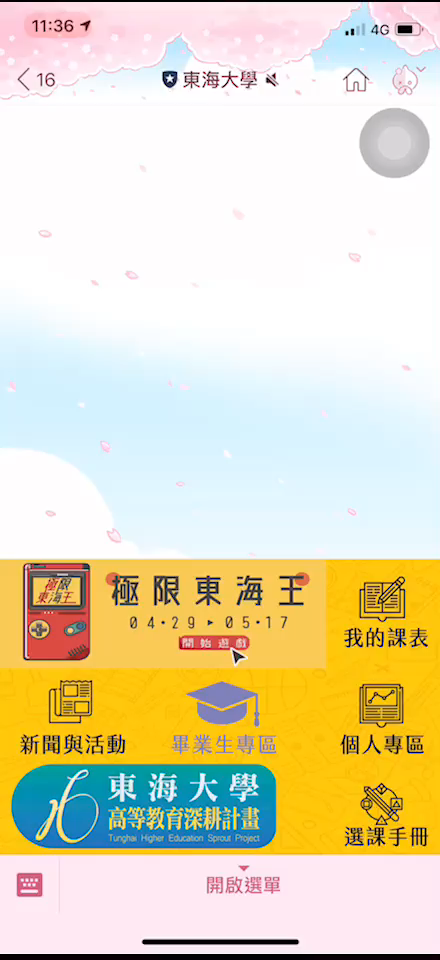 11:36
4G
16
東海大學
極限
東海王
極限東海王
04·29▸05·17
開始遊戲
我的課表
新聞與活動
畢業生專區
個人專區
東海大學
高等教育深耕計畫
Tunghai Higher Education Sprout Project
選課手冊
開啟選單